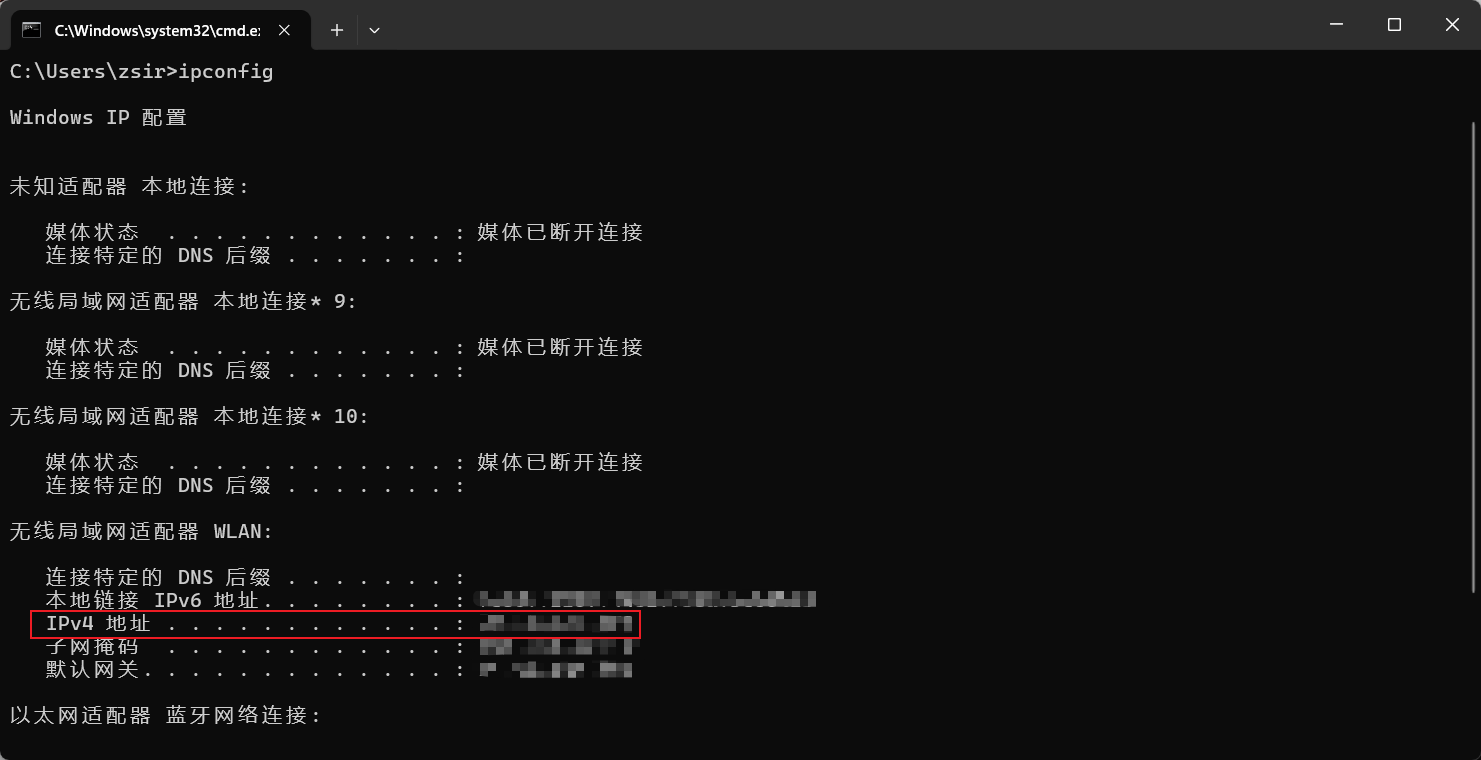 C:\Windows\system32\cmd.e
C:\Users\zsir>ipconfig
Windows IP 配置
未知适配器 本地连接:
媒体状态  . . . . . . . . . . . . : 媒体已断开连接
连接特定的 DNS 后缀 . . . . . . . :
无线局域网适配器 本地连接* 9:
媒体状态  . . . . . . . . . . . . : 媒体已断开连接
连接特定的 DNS 后缀 . . . . . . . :
无线局域网适配器 本地连接* 10:
媒体状态  . . . . . . . . . . . . : 媒体已断开连接
连接特定的 DNS 后缀 . . . . . . . :
无线局域网适配器 WLAN:
连接特定的 DNS 后缀 . . . . . . . :
本地链接 IPv6 地址. . . . . . . . :
IPv4 地址 . . . . . . . . . . . . :
子网掩码  . . . . . . . . . . . . :
默认网关. . . . . . . . . . . . . :
以太网适配器 蓝牙网络连接: